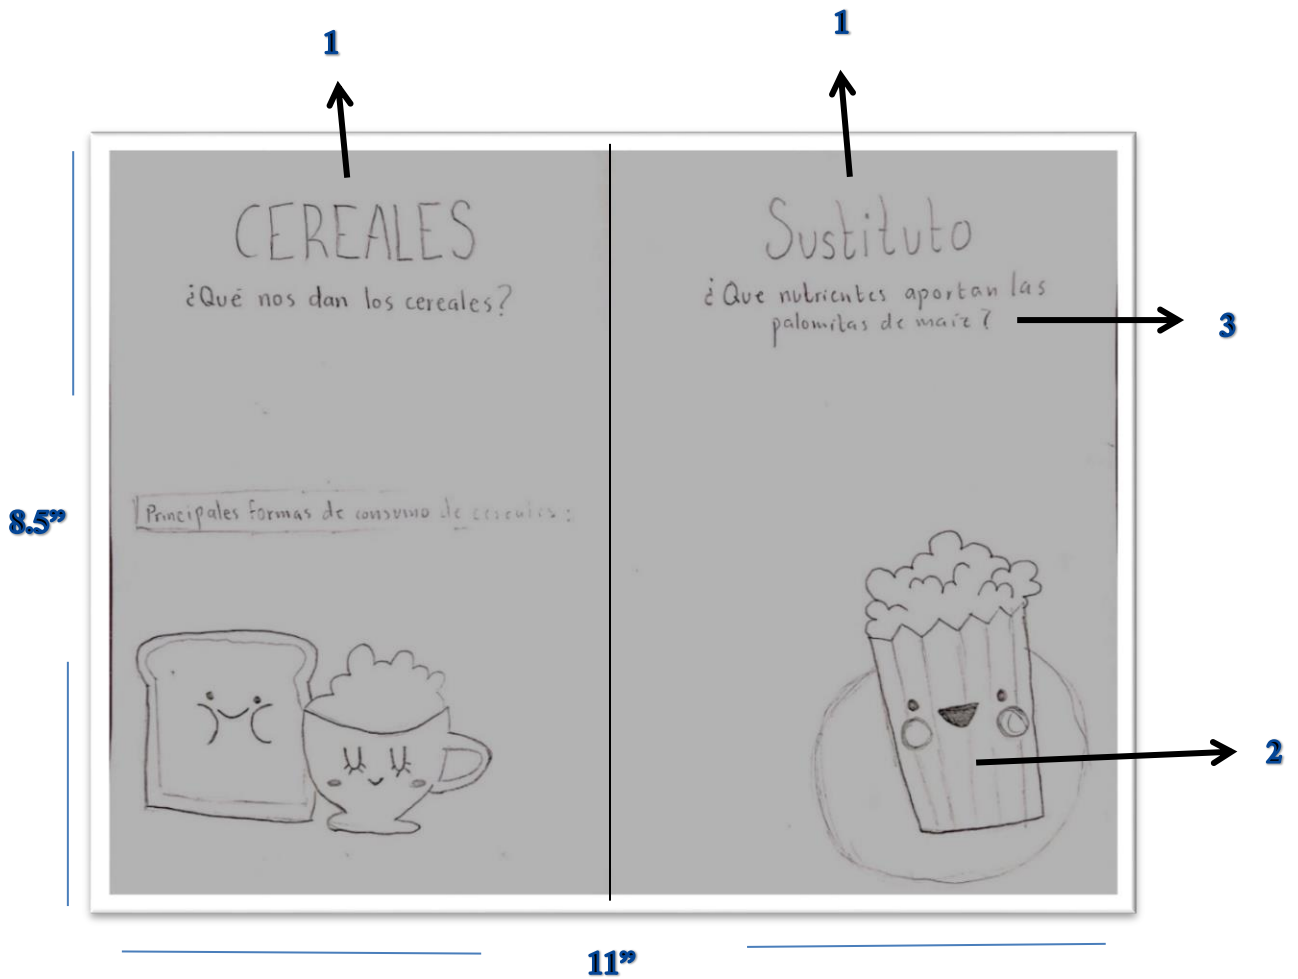 1
1
CEREALES
¿Qué nos dan los cereales?
Sustituto
¿Que nutrientes aportan las
palomitas de maiz?
3
Principales formas de consumo de cereales:
8.5”
2
11”